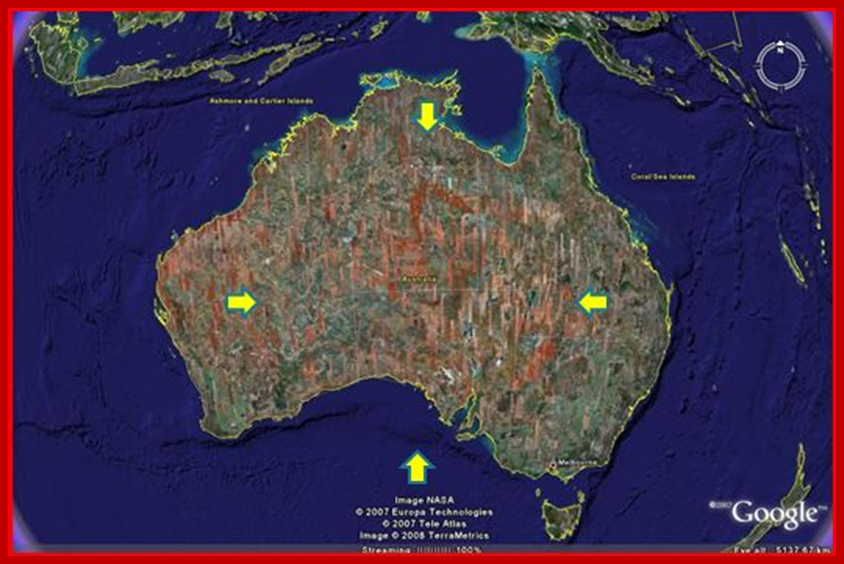 N
Ashmore and Cartier Islands
Coral Sea Islands
Australia
Melbourne
Image NASA
© 2007 Europa Technologies
© 2007 Tele Atlas
Image © 2008 TerraMetrics
©2007 Google™
Streaming |||||||||| 100%
Eye alt 5137.67 km